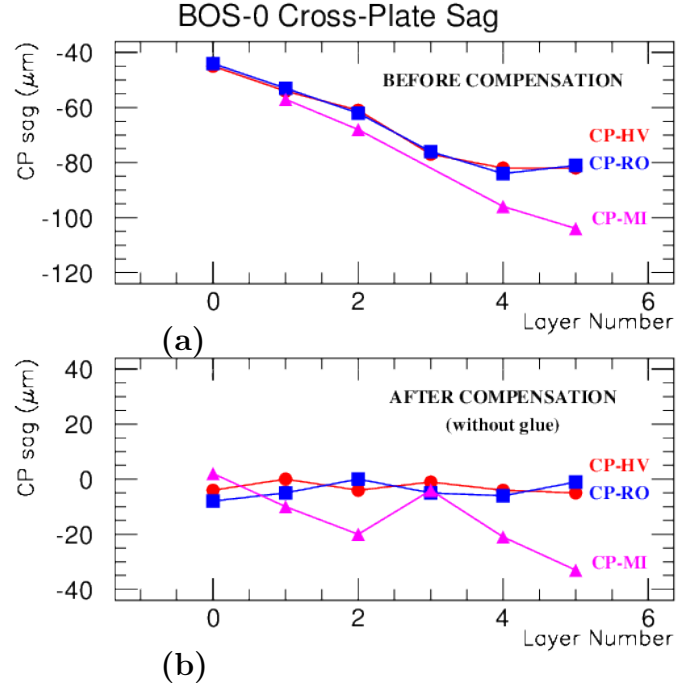 BOS-0 Cross-Plate Sag
CP sag (μm)
-40
-60
-80
-100
-120
BEFORE COMPENSATION
CP-HV
CP-RO
CP-MI
0
2
4
6
Layer Number
(a)
CP sag (μm)
40
20
0
-20
-40
AFTER COMPENSATION
(without glue)
CP-HV
CP-RO
CP-MI
0
2
4
6
Layer Number
(b)